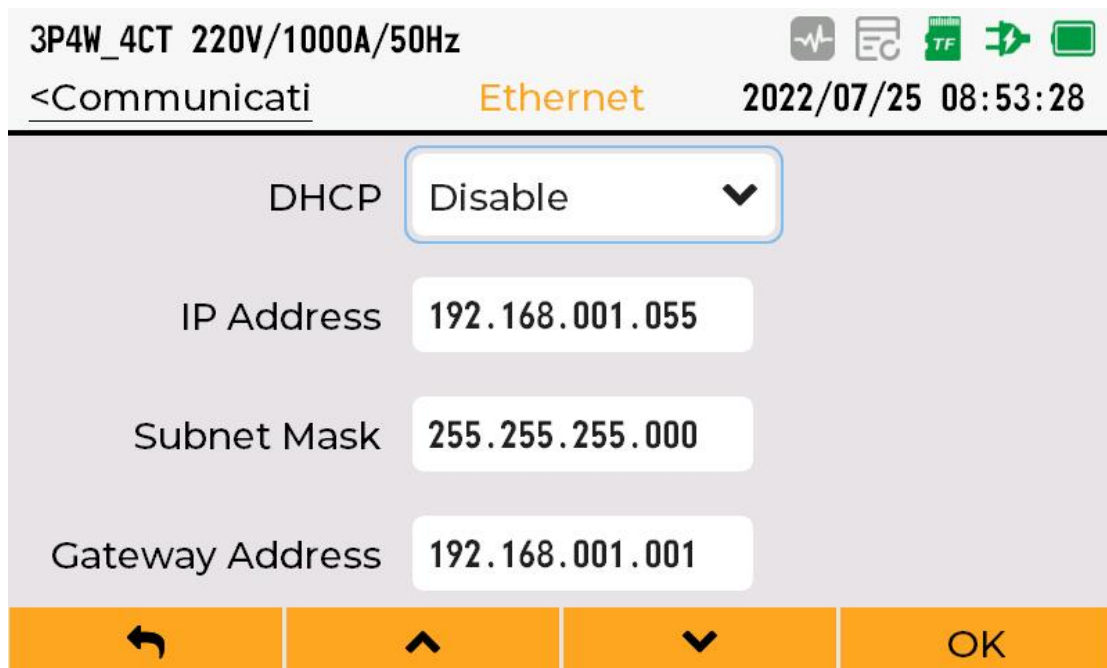 3P4W_4CT 220V/1000A/50Hz
TF
<Communicati Ethernet 2022/07/25 08:53:28
DHCP Disable
IP Address 192.168.001.055
Subnet Mask 255.255.255.000
Gateway Address 192.168.001.001
OK